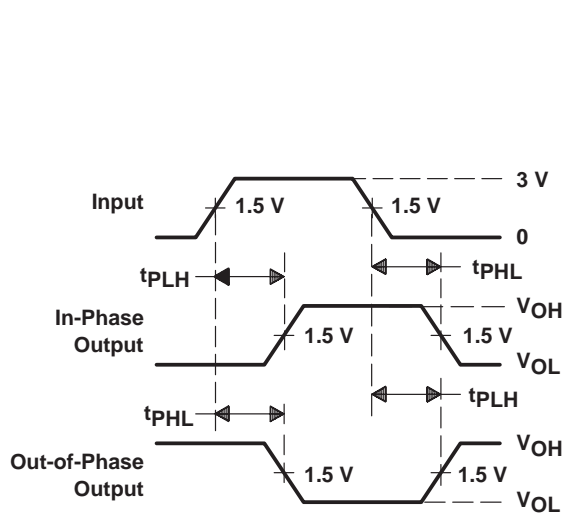 3 V
Input
1.5 V
1.5 V
0
tPLH
tPHL
VOH
In-Phase
Output
1.5 V
1.5 V
VOL
tPLH
tPHL
VOH
Out-of-Phase
Output
1.5 V
1.5 V
VOL